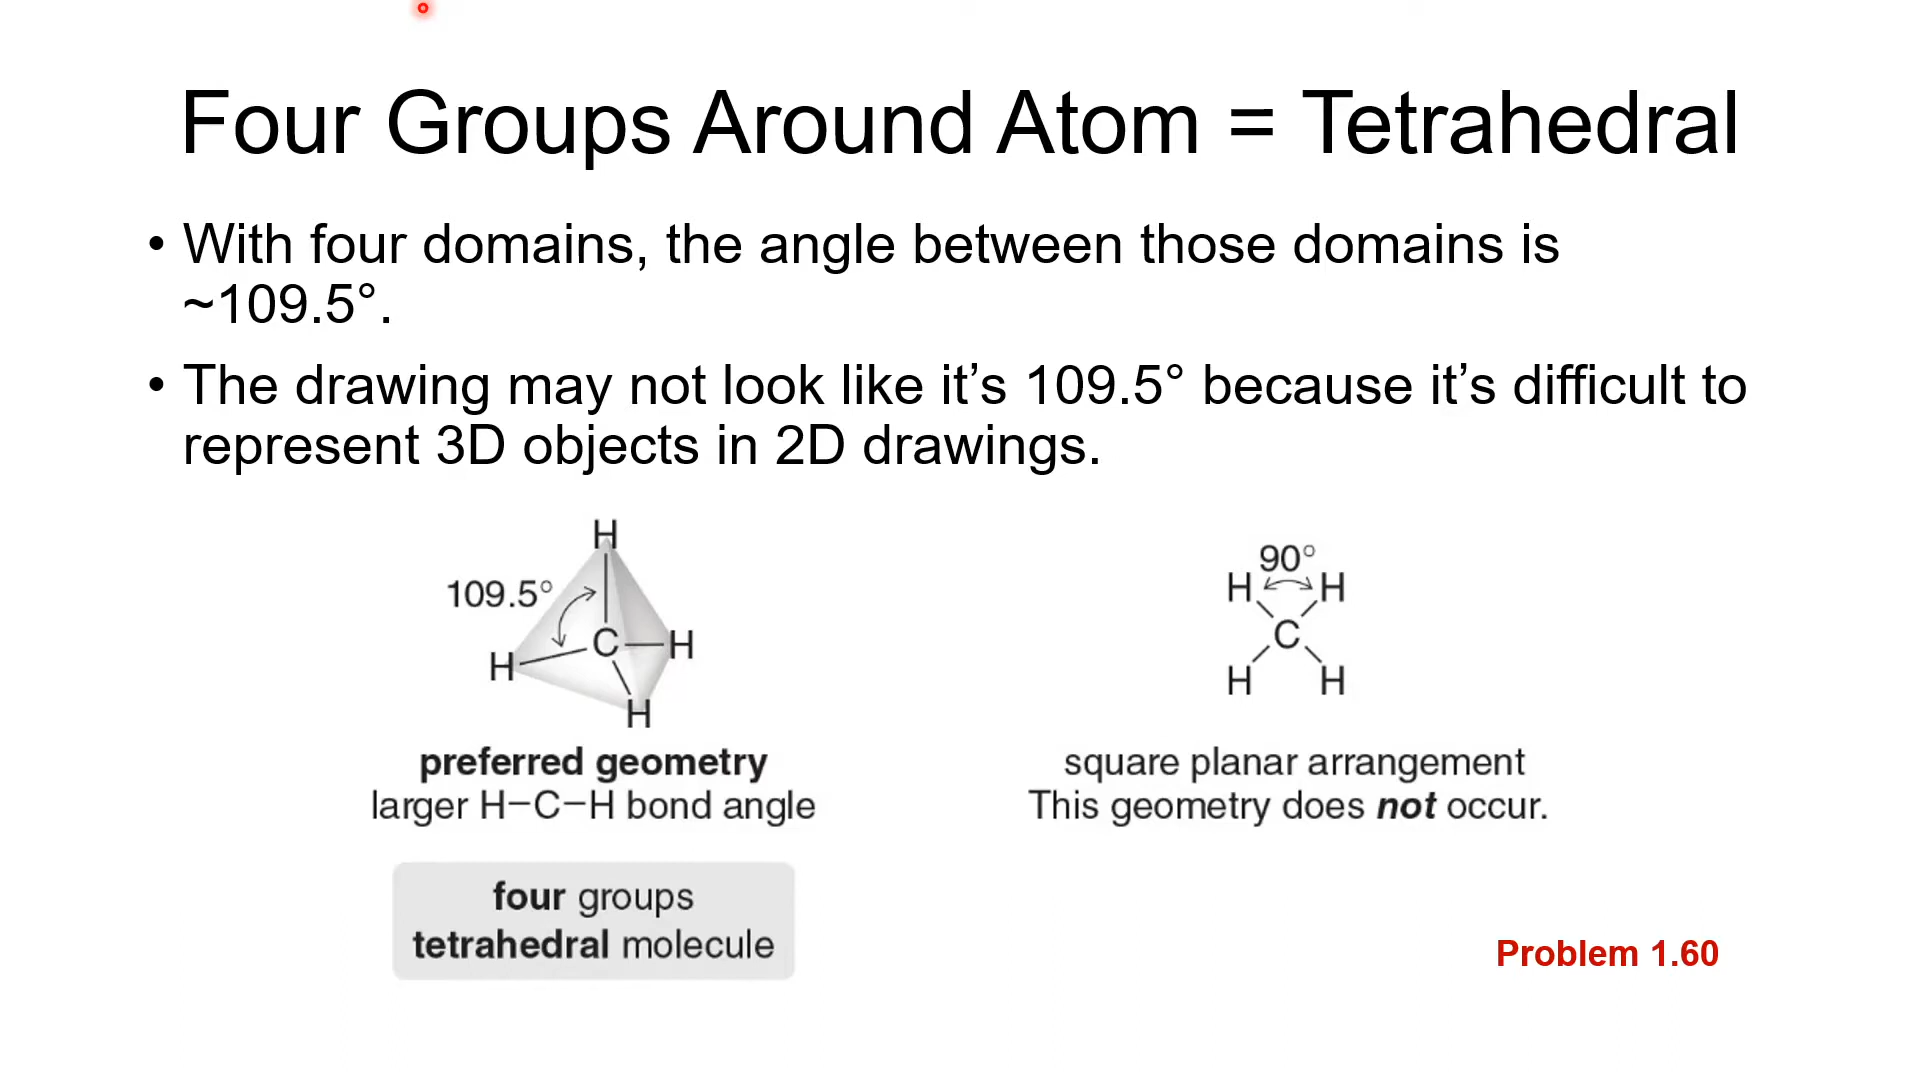 Four Groups Around Atom = Tetrahedral
• With four domains, the angle between those domains is
~109.5°.
• The drawing may not look like it’s 109.5° because it’s difficult to
represent 3D objects in 2D drawings.
H
109.5°
C
H
H
H
preferred geometry
larger H–C–H bond angle
four groups
tetrahedral molecule
90°
H H
C
H H
square planar arrangement
This geometry does not occur.
Problem 1.60